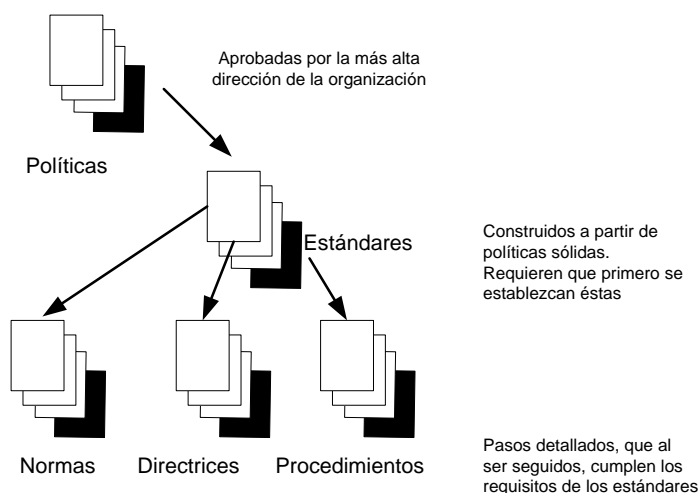 Aprobadas por la más alta
dirección de la organización
Políticas
Estándares
Construidos a partir de
políticas sólidas.
Requieren que primero se
establezcan éstas
Normas
Directrices
Procedimientos
Pasos detallados, que al
ser seguidos, cumplen los
requisitos de los estándares